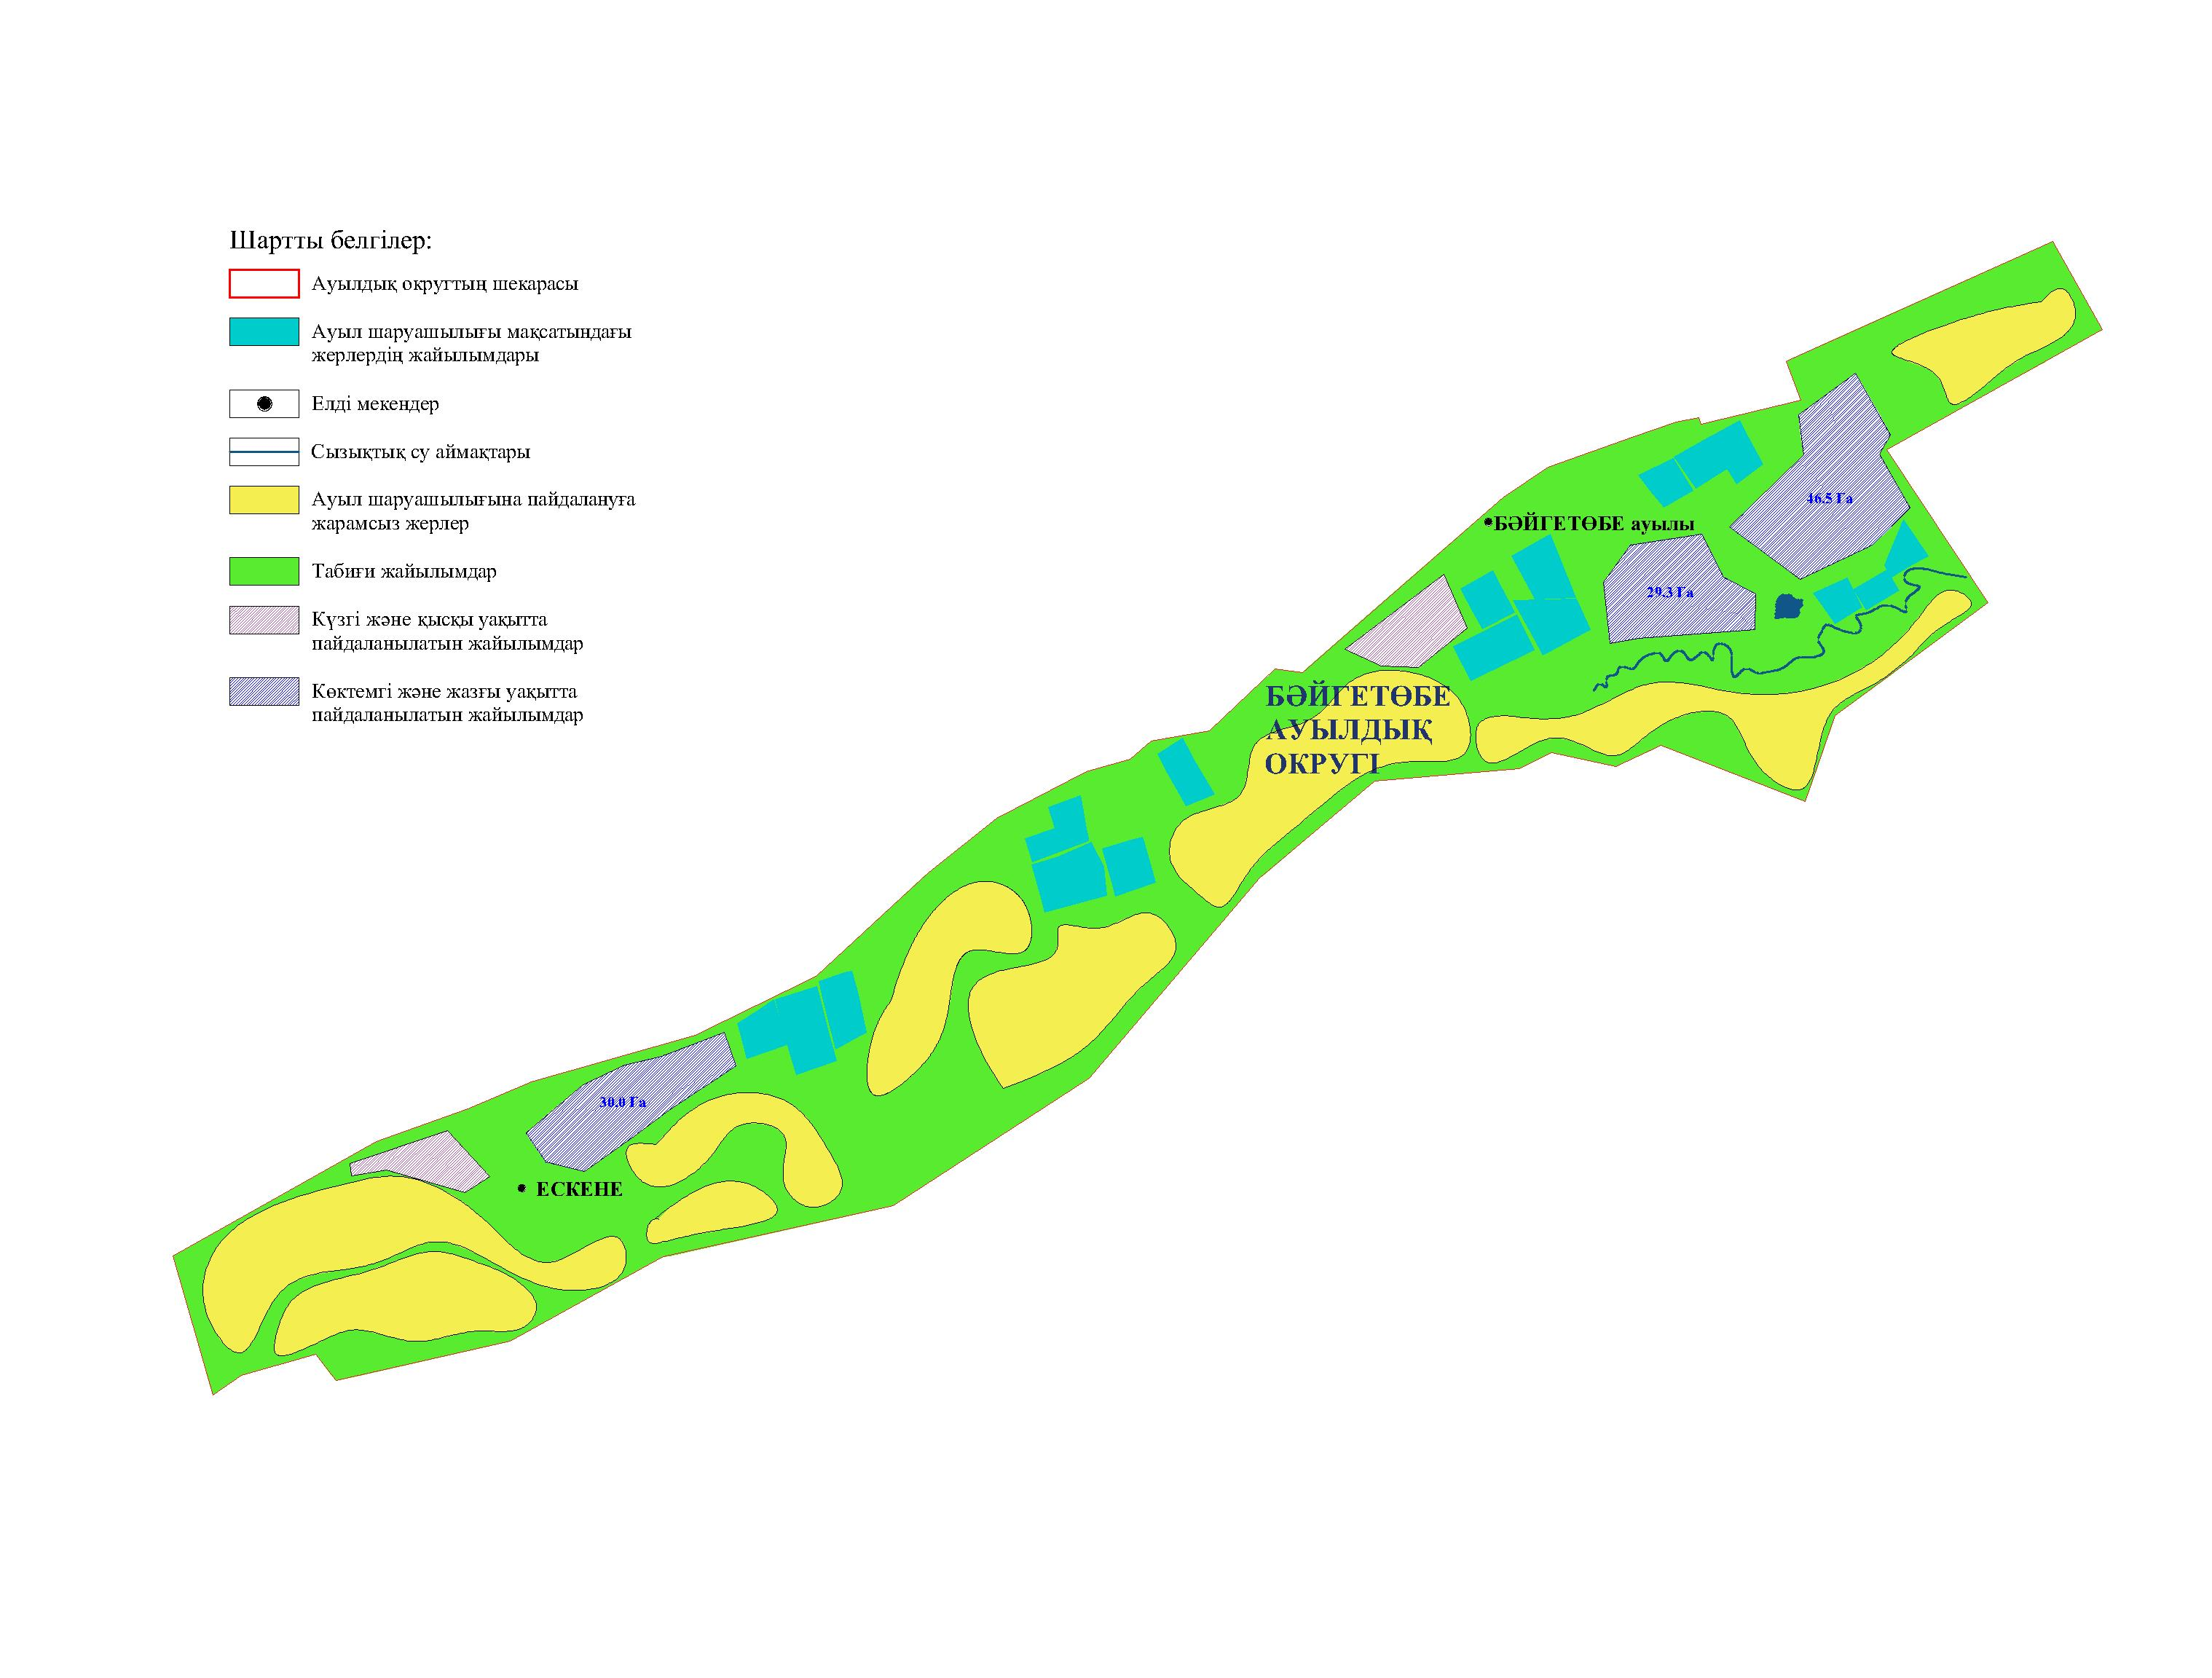 Шартты белгілер:
Ауылдық округтың шекарасы
Ауыл шаруашылығы мақсатындағы
жерлердің жайылымдары
Елді мекендер
Сызықтық су аймақтары
Ауыл шаруашылығына пайдалануға
жарамсыз жерлер
Табиғи жайылымдар
Күзгі және қысқы уақытта
пайдаланылатын жайылымдар
Көктемгі және жазғы уақытта
пайдаланылатын жайылымдар
46.5 Га
БӘЙГЕТӨБЕ ауылы
29.3 Га
БӘЙГЕТӨБЕ
АУЫЛДЫҚ
ОКРУГІ
30.0 Га
ЕСКЕНЕ